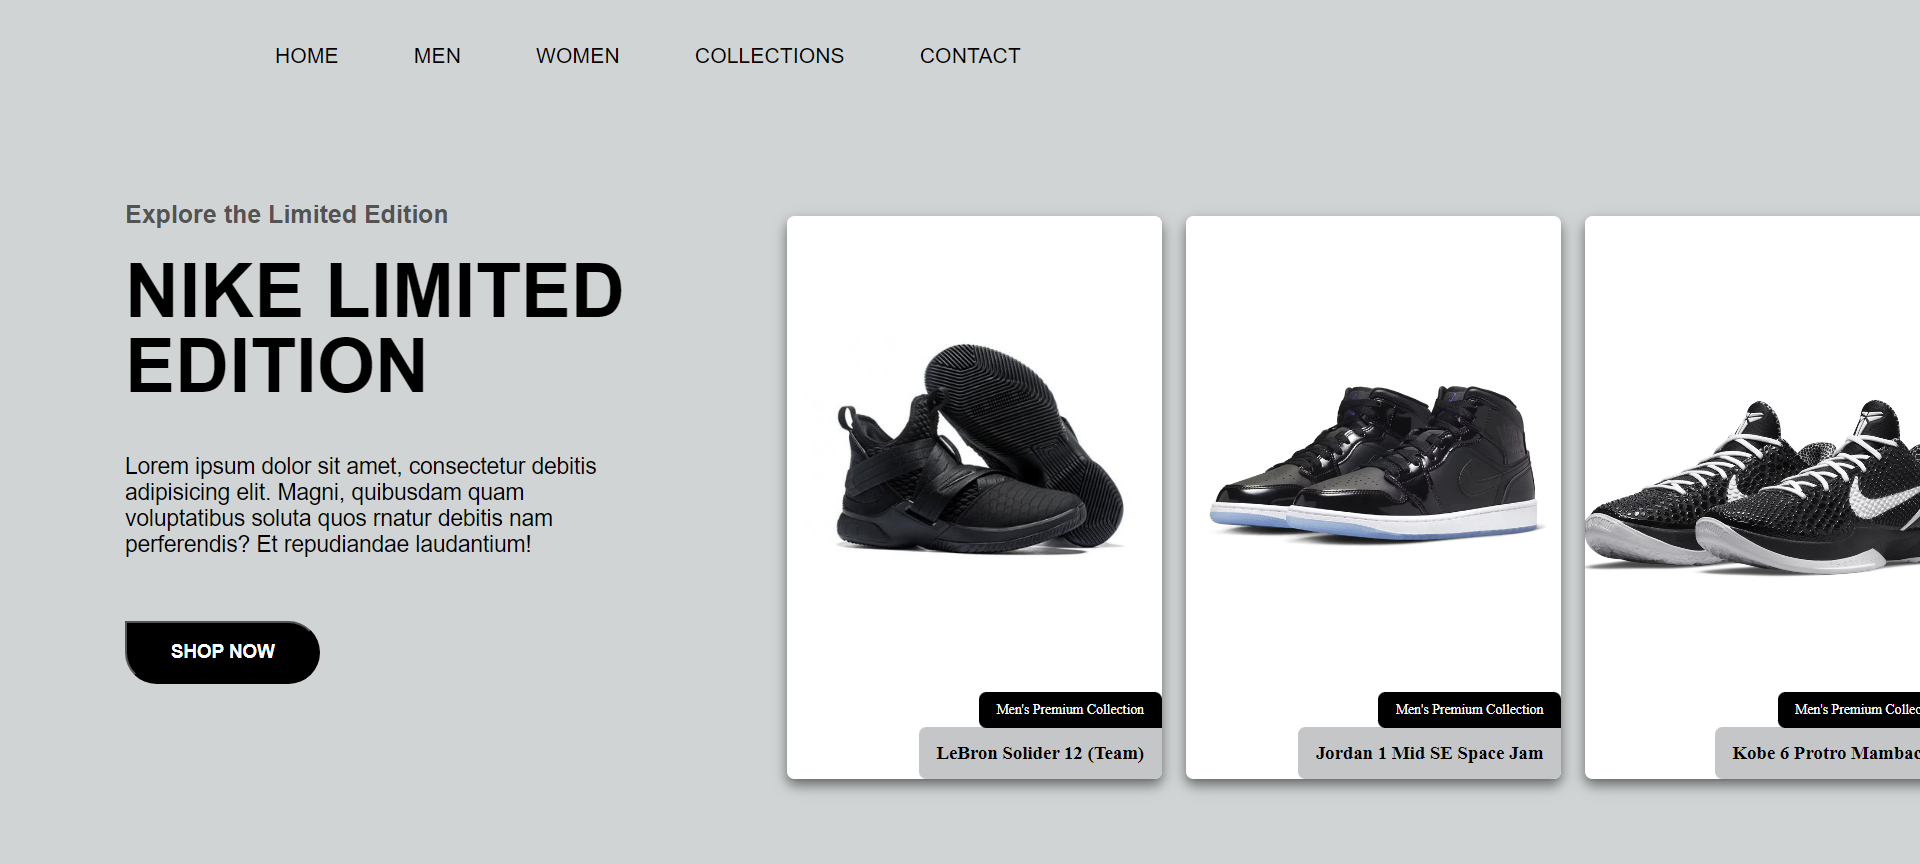 HOME MEN WOMEN COLLECTIONS CONTACT
Explore the Limited Edition
NIKE LIMITED
EDITION
Lorem ipsum dolor sit amet, consectetur debitis
adipisicing elit. Magni, quibusdam quam
voluptatibus soluta quos rnatur debitis nam
perferendis? Et repudiandae laudantium!
SHOP NOW
Men's Premium Collection
LeBron Solider 12 (Team)
Men's Premium Collection
Jordan 1 Mid SE Space Jam
Men's Premium Collec
Kobe 6 Protro Mambac